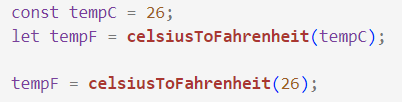 const tempC = 26;
let tempF = celsiusToFahrenheit(tempC);
tempF = celsiusToFahrenheit(26);